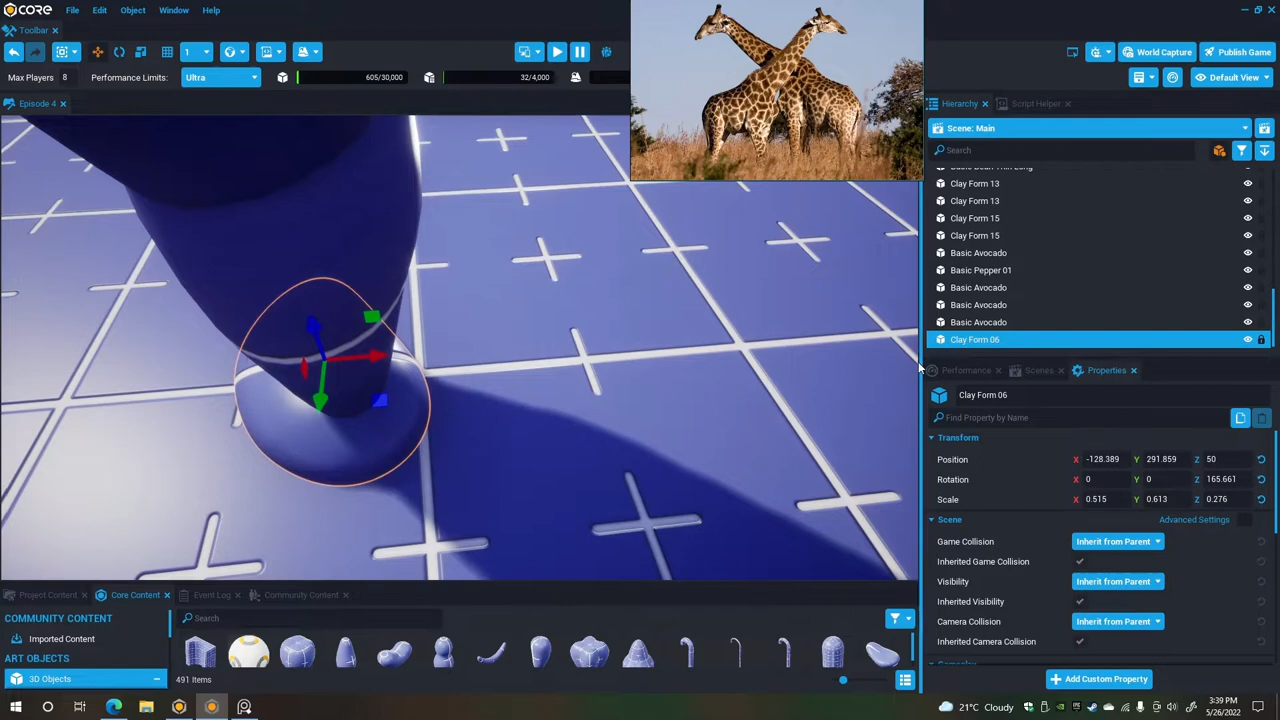 CORE File Edit Object Window Help
Toolbar
1
World Capture Publish Game
Max Players 8 Performance Limits: Ultra 605/30,000 32/4,000
Default View
Episode 4
Hierarchy Script Helper
Scene: Main
Search
Clay Form 13
Clay Form 13
Clay Form 15
Clay Form 15
Basic Avocado
Basic Pepper 01
Basic Avocado
Basic Avocado
Basic Avocado
Clay Form 06
Performance Scenes Properties
Clay Form 06
Find Property by Name
Transform
Position X -128.389 Y 291.859 Z 50
Rotation X 0 Y 0 Z 165.661
Scale X 0.515 Y 0.613 Z 0.276
Scene Advanced Settings
Game Collision Inherit from Parent
Inherited Game Collision
Visibility Inherit from Parent
Inherited Visibility
Camera Collision Inherit from Parent
Inherited Camera Collision
Add Custom Property
Project Content Core Content Event Log Community Content
COMMUNITY CONTENT Search
Imported Content
ART OBJECTS
3D Objects 491 Items
21°C Cloudy 3:39 PM
5/26/2022